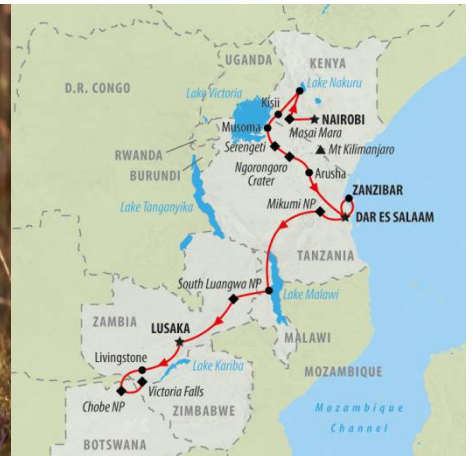 UGANDA
KENYA
D.R. CONGO
Lake Victoria
Lake Nakuru
Kisii
NAIROBI
Musoma
Masai Mara
Serengeti
Mt Kilimanjaro
RWANDA
Ngorongoro
Crater
BURUNDI
Arusha
ZANZIBAR
Lake Tanganyika
Mikumi NP
DAR ES SALAAM
TANZANIA
South Luangwa NP
Lake Malawi
ZAMBIA
LUSAKA
MALAWI
Livingstone
Lake Kariba
MOZAMBIQUE
Victoria Falls
Chobe NP
ZIMBABWE
Mozambique
Channel
BOTSWANA